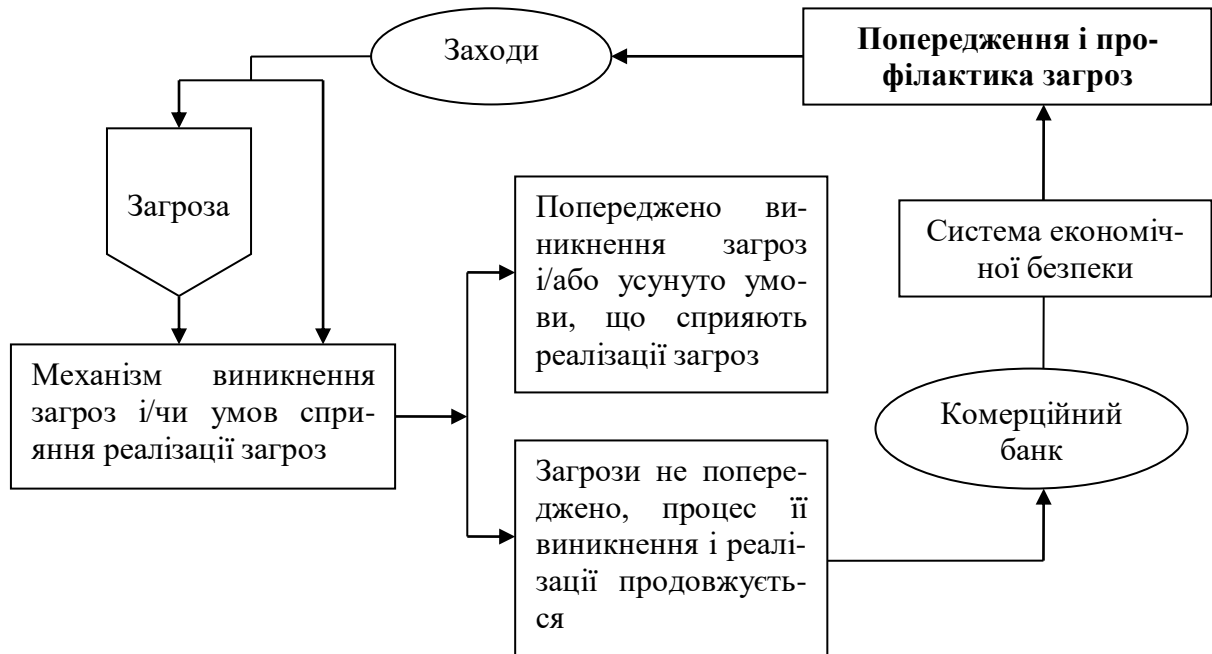 Заходи
Попередження і про-
філактика загроз
Загроза
Попереджено ви-
никнення загроз
і/або усунуто умо-
ви, що сприяють
реалізації загроз
Система економіч-
ної безпеки
Механізм виникнення
загроз і/чи умов спри-
яння реалізації загроз
Комерційний
банк
Загрози не попере-
джено, процес її
виникнення і реалі-
зації продовжуєть-
ся